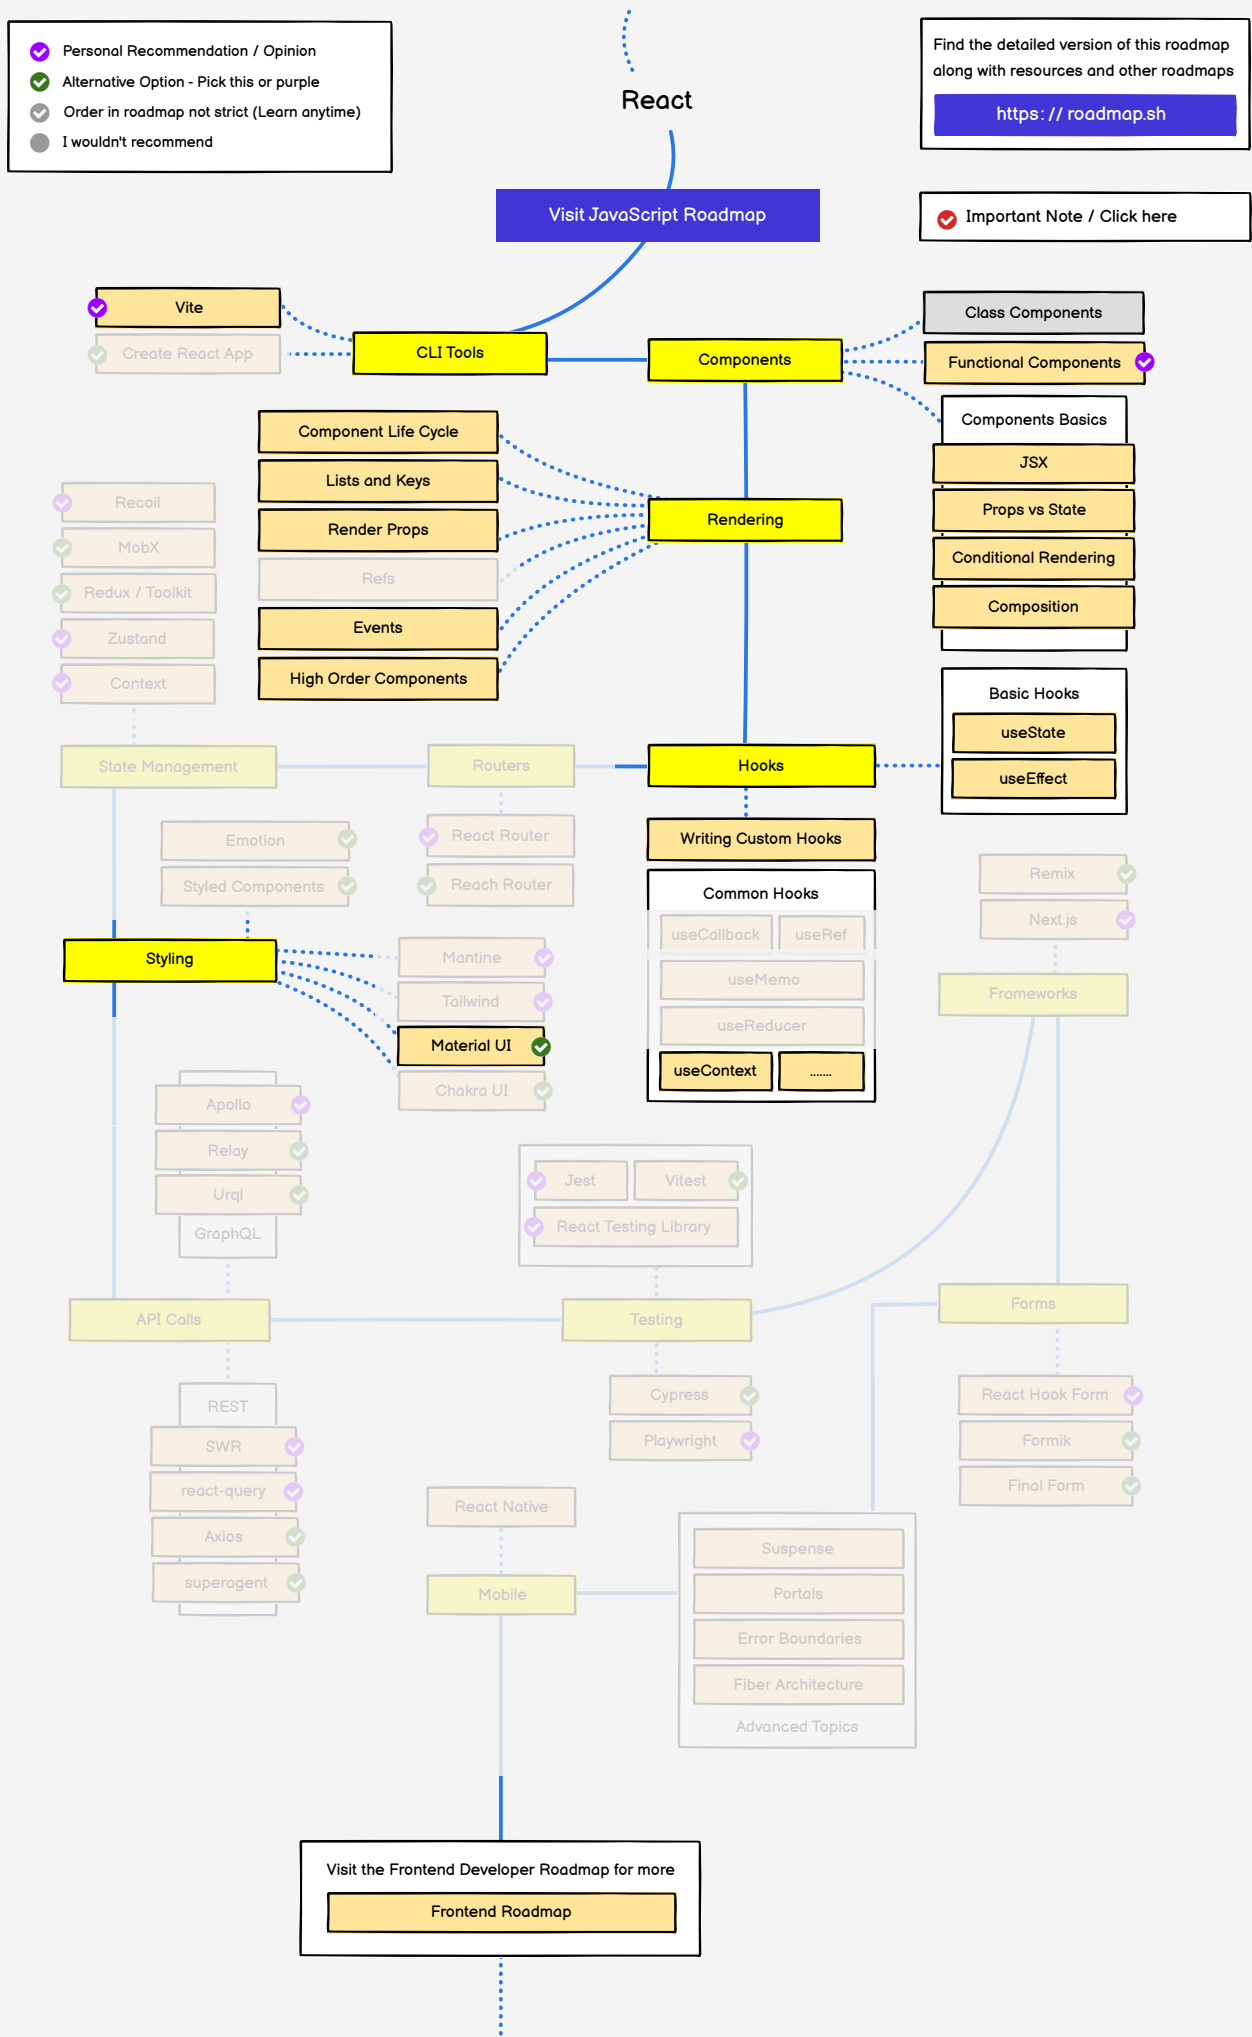 Personal Recommendation / Opinion
Alternative Option - Pick this or purple
Order in roadmap not strict (Learn anytime)
I wouldn't recommend
React
Find the detailed version of this roadmap
along with resources and other roadmaps
https: // roadmap.sh
Visit JavaScript Roadmap
Important Note / Click here
Vite
Create React App
CLI Tools
Components
Class Components
Functional Components
Components Basics
JSX
Props vs State
Conditional Rendering
Composition
Component Life Cycle
Lists and Keys
Render Props
Refs
Events
High Order Components
Rendering
Recoil
MobX
Redux / Toolkit
Zustand
Context
Basic Hooks
useState
useEffect
State Management
Routers
Hooks
Emotion
Styled Components
React Router
Reach Router
Writing Custom Hooks
Common Hooks
useCallback
useRef
useMemo
useReducer
useContext
.......
Remix
Next.js
Frameworks
Styling
Mantine
Tailwind
Material UI
Chakra UI
Apollo
Relay
Urql
GraphQL
Jest
Vitest
React Testing Library
API Calls
Testing
Forms
REST
SWR
react-query
Axios
superagent
Cypress
Playwright
React Hook Form
Formik
Final Form
React Native
Mobile
Suspense
Portals
Error Boundaries
Fiber Architecture
Advanced Topics
Visit the Frontend Developer Roadmap for more
Frontend Roadmap